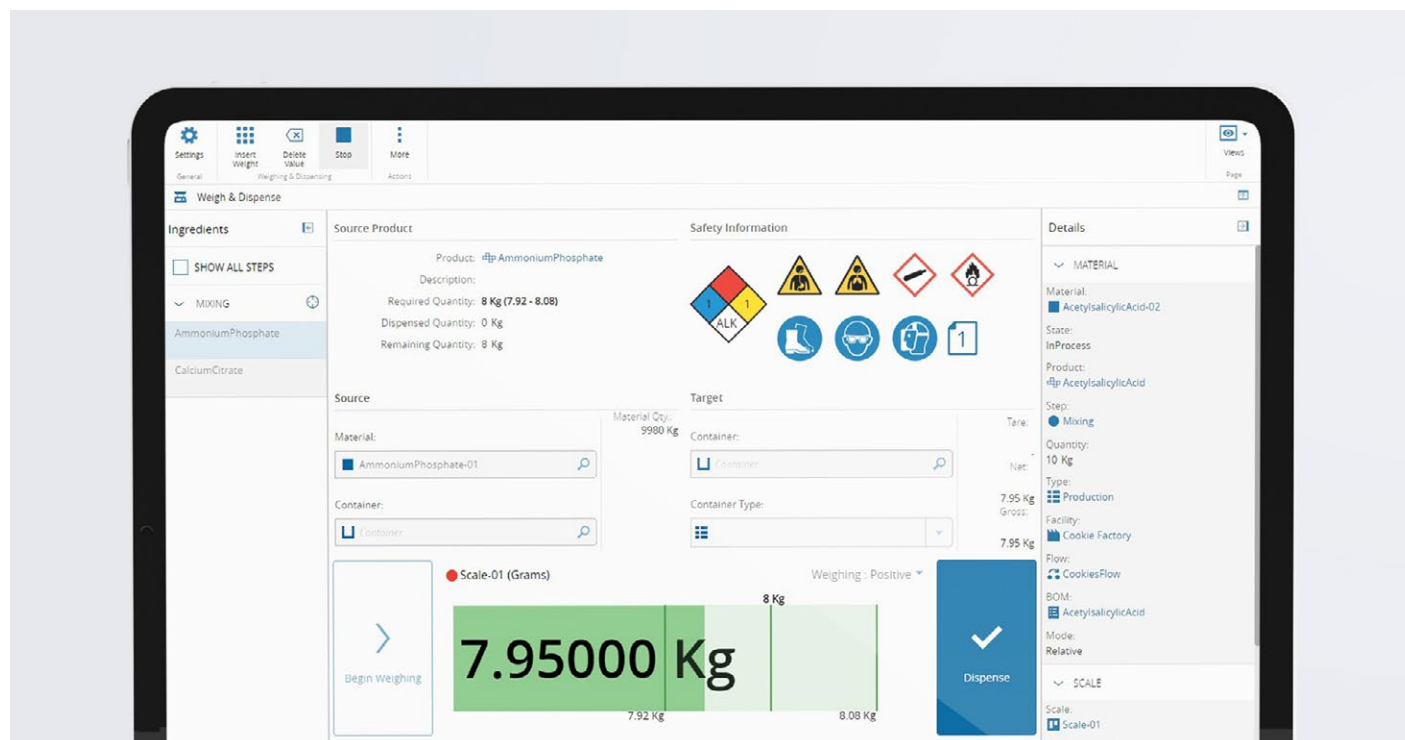 Settings
Insert
Weight
Delete
Value
Stop
More
Views
General
Weighing & Dispensing
Actions
Page
Weigh & Dispense
Ingredients
SHOW ALL STEPS
MIXING
AmmoniumPhosphate
CalciumCitrate
Source Product
Product: AmmoniumPhosphate
Description:
Required Quantity: 8 Kg (7.92 - 8.08)
Dispensed Quantity: 0 Kg
Remaining Quantity: 8 Kg
Safety Information
1 1
ALK
1
Source
Material Qty.:
9980 Kg
Material:
AmmoniumPhosphate-01
Container:
Container
Target
Container:
Container
Container Type:
Tare:
-
Net:
7.95 Kg
Gross:
7.95 Kg
Begin Weighing
Scale-01 (Grams)
Weighing : Positive
8 Kg
7.95000 Kg
7.92 Kg
8.08 Kg
Dispense
Details
MATERIAL
Material:
AcetylsalicylicAcid-02
State:
InProcess
Product:
AcetylsalicylicAcid
Step:
Mixing
Quantity:
10 Kg
Type:
Production
Facility:
Cookie Factory
Flow:
CookiesFlow
BOM:
AcetylsalicylicAcid
Mode:
Relative
SCALE
Scale:
Scale-01